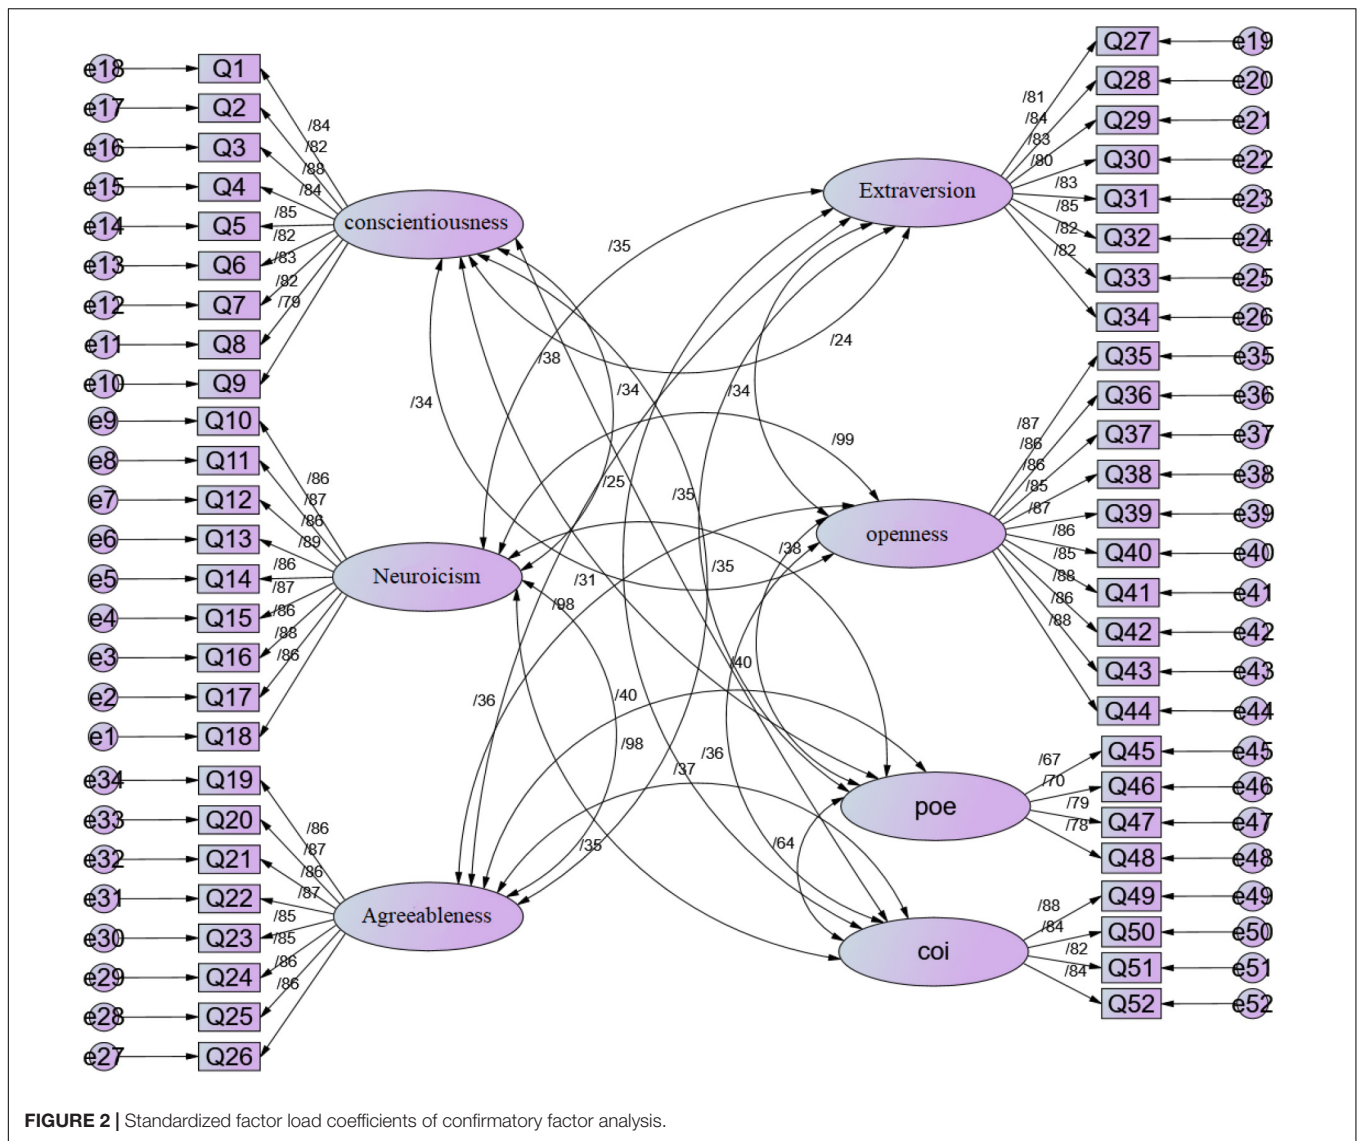 e18 Q1
e17 Q2
e16 Q3
e15 Q4
e14 Q5
e13 Q6
e12 Q7
e11 Q8
e10 Q9
/84
/82
/88
/84
/85
/82
/83
/82
/79
conscientiousness
e9 Q10
e8 Q11
e7 Q12
e6 Q13
e5 Q14
e4 Q15
e3 Q16
e2 Q17
e1 Q18
/86
/87
/86
/89
/86
/87
/86
/88
/86
Neuroicism
e34 Q19
e33 Q20
e32 Q21
e31 Q22
e30 Q23
e29 Q24
e28 Q25
e27 Q26
/86
/87
/86
/87
/85
/85
/86
/86
Agreeableness
/35
/24
/38
/34
/34
/34
/99
/25
/35
/38
/35
/31
/98
/40
/36
/40
/98
/36
/37
/35
/64
Extraversion
/81
/84
/83
/80
/83
/85
/82
/82
Q27 e19
Q28 e20
Q29 e21
Q30 e22
Q31 e23
Q32 e24
Q33 e25
Q34 e26
openness
/87
/86
/86
/85
/87
/86
/85
/88
/86
/88
Q35 e35
Q36 e36
Q37 e37
Q38 e38
Q39 e39
Q40 e40
Q41 e41
Q42 e42
Q43 e43
Q44 e44
poe
/67
/70
/79
/78
Q45 e45
Q46 e46
Q47 e47
Q48 e48
coi
/88
/84
/82
/84
Q49 e49
Q50 e50
Q51 e51
Q52 e52
FIGURE 2 | Standardized factor load coefficients of confirmatory factor analysis.